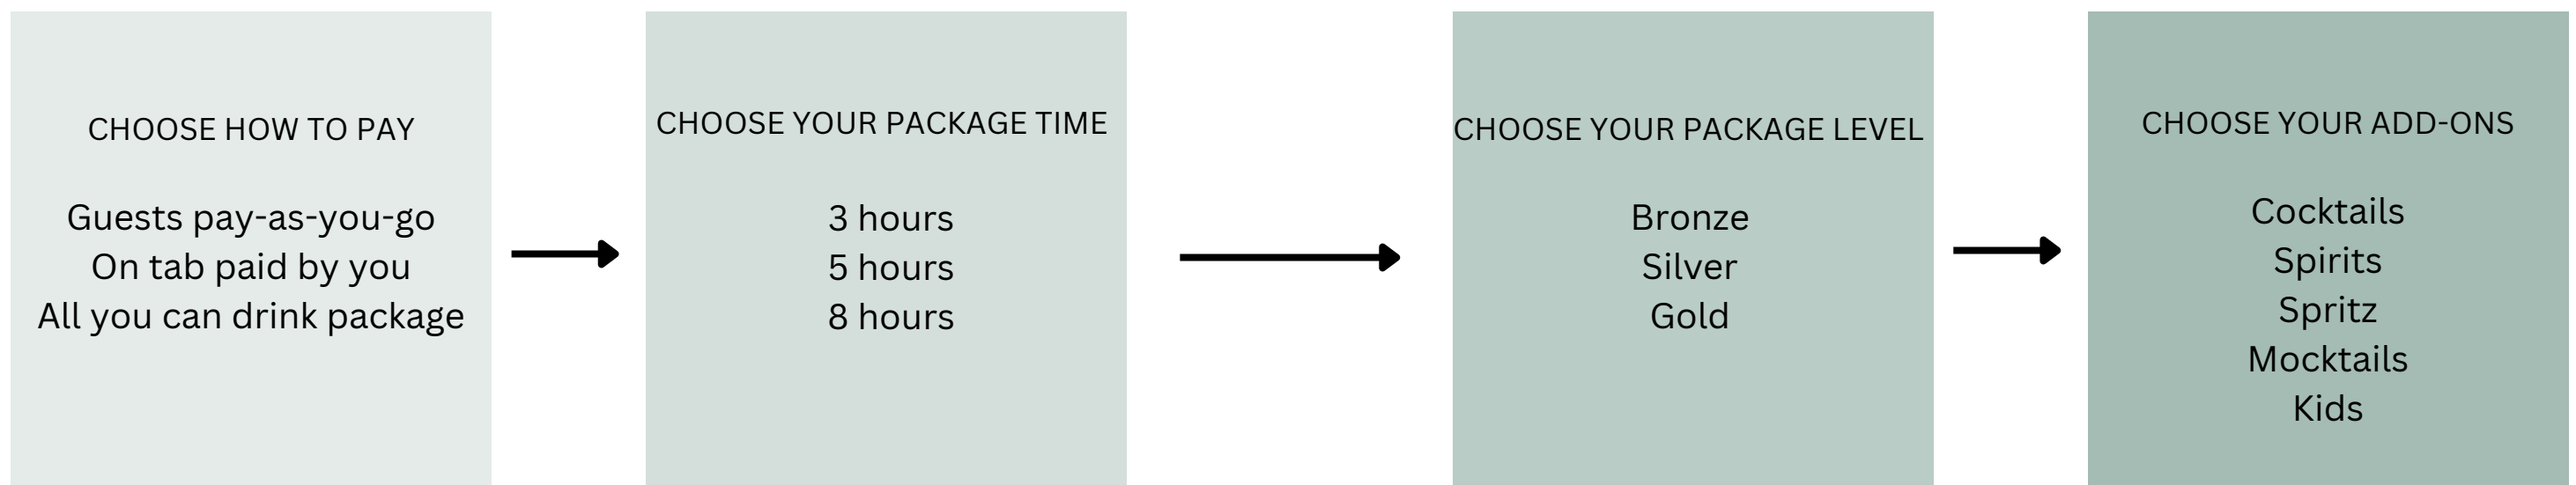 CHOOSE HOW TO PAY
Guests pay-as-you-go
On tab paid by you
All you can drink package
CHOOSE YOUR PACKAGE TIME
3 hours
5 hours
8 hours
CHOOSE YOUR PACKAGE LEVEL
Bronze
Silver
Gold
CHOOSE YOUR ADD-ONS
Cocktails
Spirits
Spritz
Mocktails
Kids